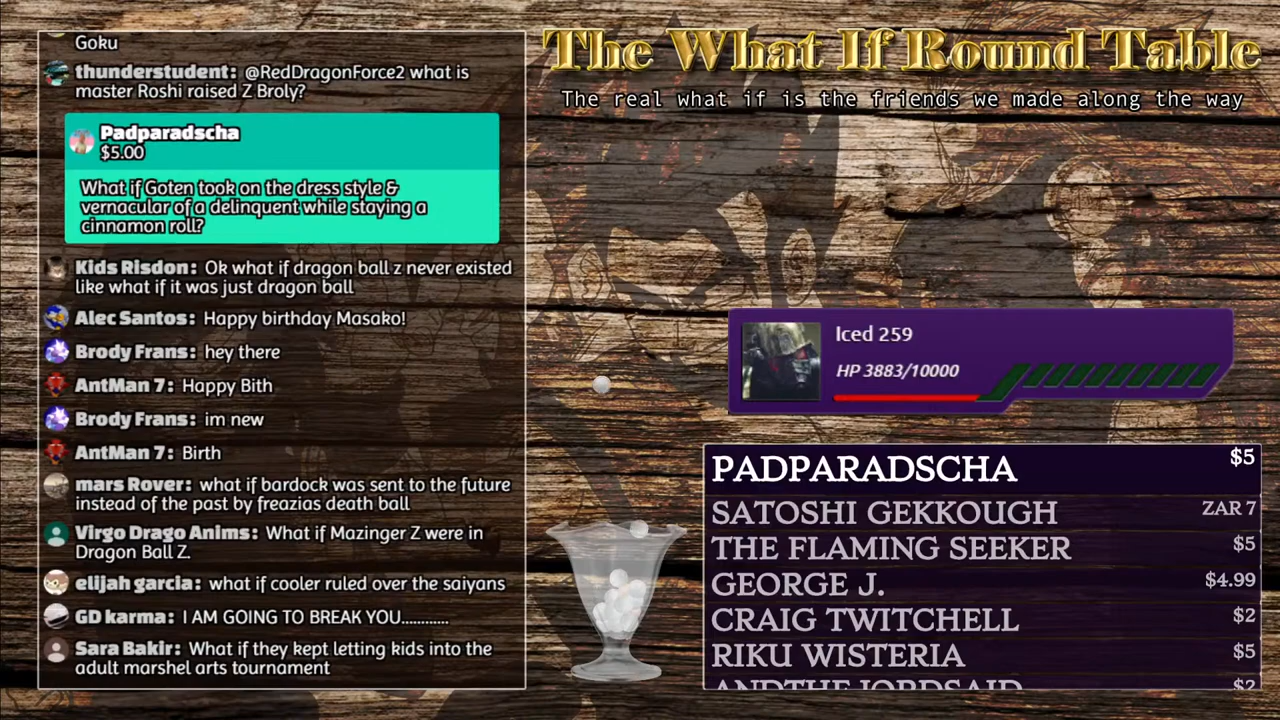 Goku
thunderstudent: @RedDragonForce2 what is
master Roshi raised Z Broly?
Padparadscha
$5.00
What if Goten took on the dress style &
vernacular of a delinquent while staying a
cinnamon roll?
Kids Risdon: Ok what if dragon ball z never existed
like what if it was just dragon ball
Alec Santos: Happy birthday Masako!
Brody Frans: hey there
AntMan 7: Happy Bith
Brody Frans: im new
AntMan 7: Birth
mars Rover: what if bardock was sent to the future
instead of the past by freazias death ball
Virgo Drago Anims: What if Mazinger Z were in
Dragon Ball Z.
elijah garcia: what if cooler ruled over the saiyans
GD karma: I AM GOING TO BREAK YOU............
Sara Bakir: What if they kept letting kids into the
adult marshel arts tournament
The What If Round Table
The real what if is the friends we made along the way
Iced 259
HP 3883/10000
PADPARADSCHA $5
SATOSHI GEKKOUGH ZAR 7
THE FLAMING SEEKER $5
GEORGE J. $4.99
CRAIG TWITCHELL $2
RIKU WISTERIA $5
ANDTHEJORDSAID $2